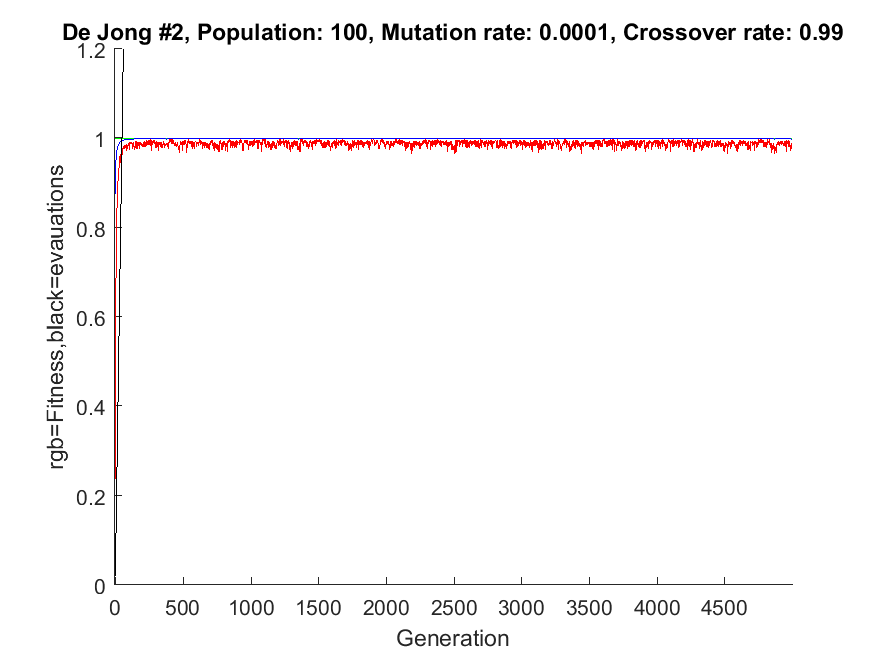 De Jong #2, Population: 100, Mutation rate: 0.0001, Crossover rate: 0.99
1.2
1
0.8
0.6
0.4
0.2
0
rgb=Fitness,black=evauations
0 500 1000 1500 2000 2500 3000 3500 4000 4500
Generation